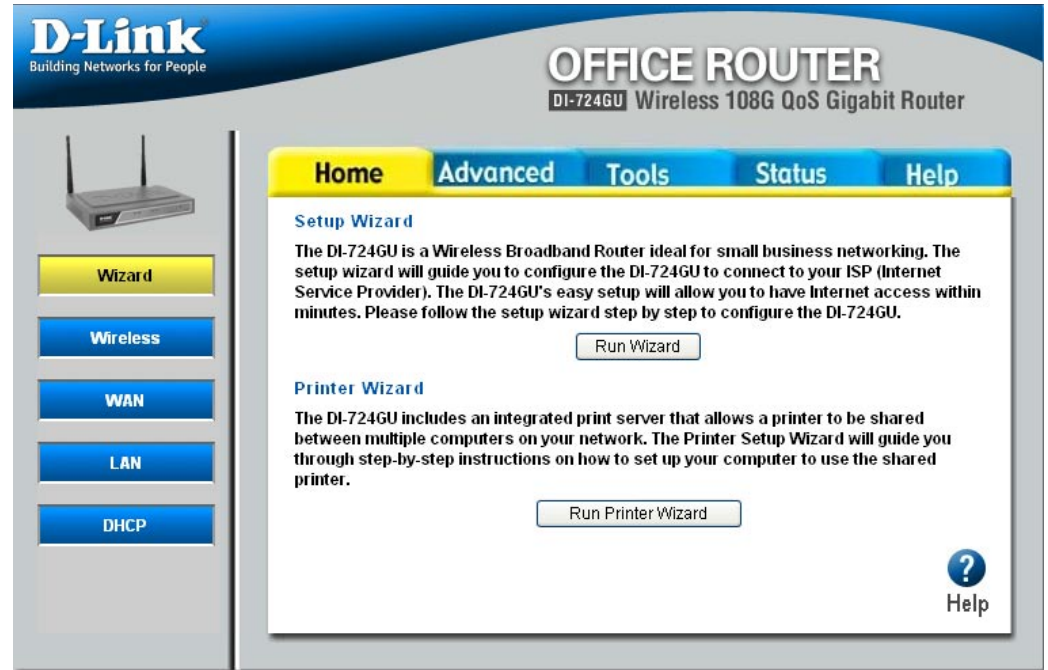 D-Link
Building Networks for People
OFFICE ROUTER
DI-724GU Wireless 108G QoS Gigabit Router
Home Advanced Tools Status Help
Wizard
Wireless
WAN
LAN
DHCP
Setup Wizard
The DI-724GU is a Wireless Broadband Router ideal for small business networking. The
setup wizard will guide you to configure the DI-724GU to connect to your ISP (Internet
Service Provider). The DI-724GU's easy setup will allow you to have Internet access within
minutes. Please follow the setup wizard step by step to configure the DI-724GU.
Run Wizard
Printer Wizard
The DI-724GU includes an integrated print server that allows a printer to be shared
between multiple computers on your network. The Printer Setup Wizard will guide you
through step-by-step instructions on how to set up your computer to use the shared
printer.
Run Printer Wizard
?
Help